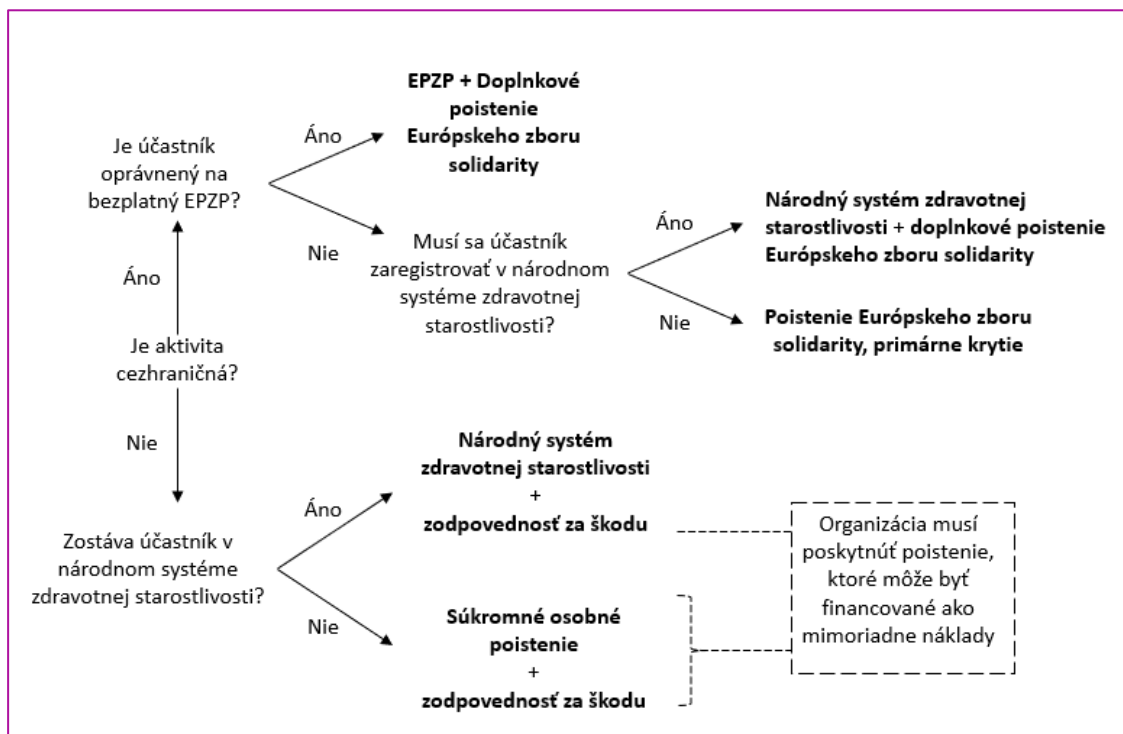 EPZP + Doplnkové
poistenie
Európskeho zboru
solidarity
Áno
Je účastník
oprávnený na
bezplatný EPZP?
Nie
Musí sa účastník
zaregistrovať v národnom
systéme zdravotnej
starostlivosti?
Áno
Národný systém zdravotnej
starostlivosti + doplnkové poistenie
Európskeho zboru solidarity
Nie
Poistenie Európskeho zboru
solidarity, primárne krytie
Áno
Je aktivita
cezhraničná?
Nie
Zostáva účastník v
národnom systéme
zdravotnej starostlivosti?
Áno
Národný systém
zdravotnej starostlivosti
+
zodpovednosť za škodu
Nie
Súkromné osobné
poistenie
+
zodpovednosť za škodu
Organizácia musí
poskytnúť poistenie,
ktoré môže byť
financované ako
mimoriadne náklady